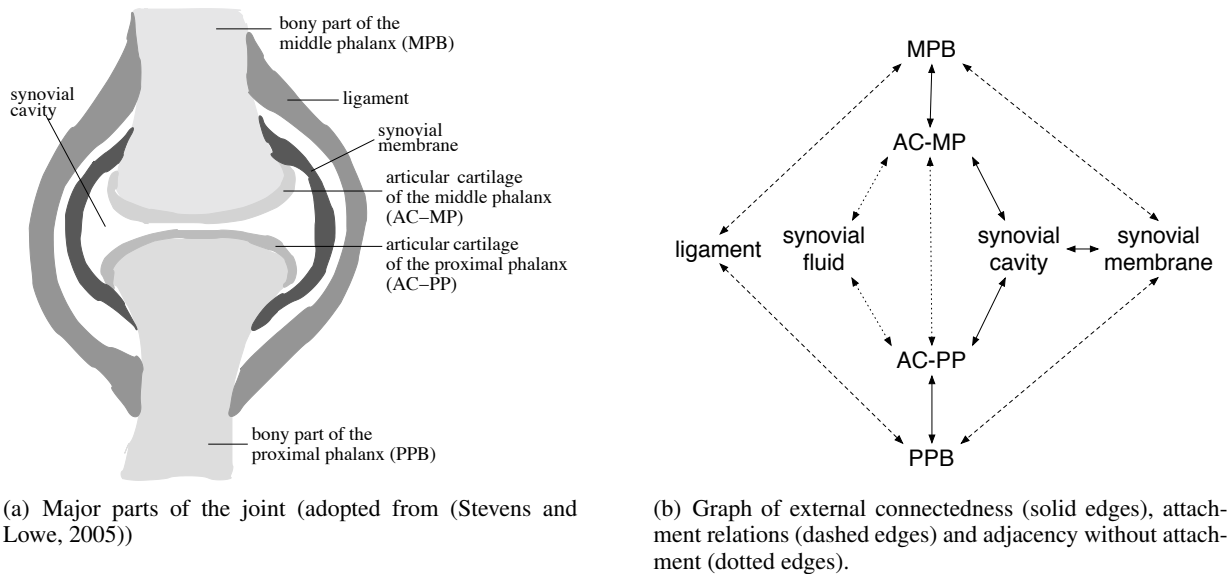 bony part of the
middle phalanx (MPB)
synovial
cavity
ligament
synovial
membrane
articular cartilage
of the middle phalanx
(AC–MP)
articular cartilage
of the proximal phalanx
(AC–PP)
bony part of the
proximal phalanx (PPB)
(a) Major parts of the joint (adopted from (Stevens and
Lowe, 2005))
MPB
AC-MP
ligament
synovial
fluid
synovial
cavity
synovial
membrane
AC-PP
PPB
(b) Graph of external connectedness (solid edges), attach-
ment relations (dashed edges) and adjacency without attach-
ment (dotted edges).